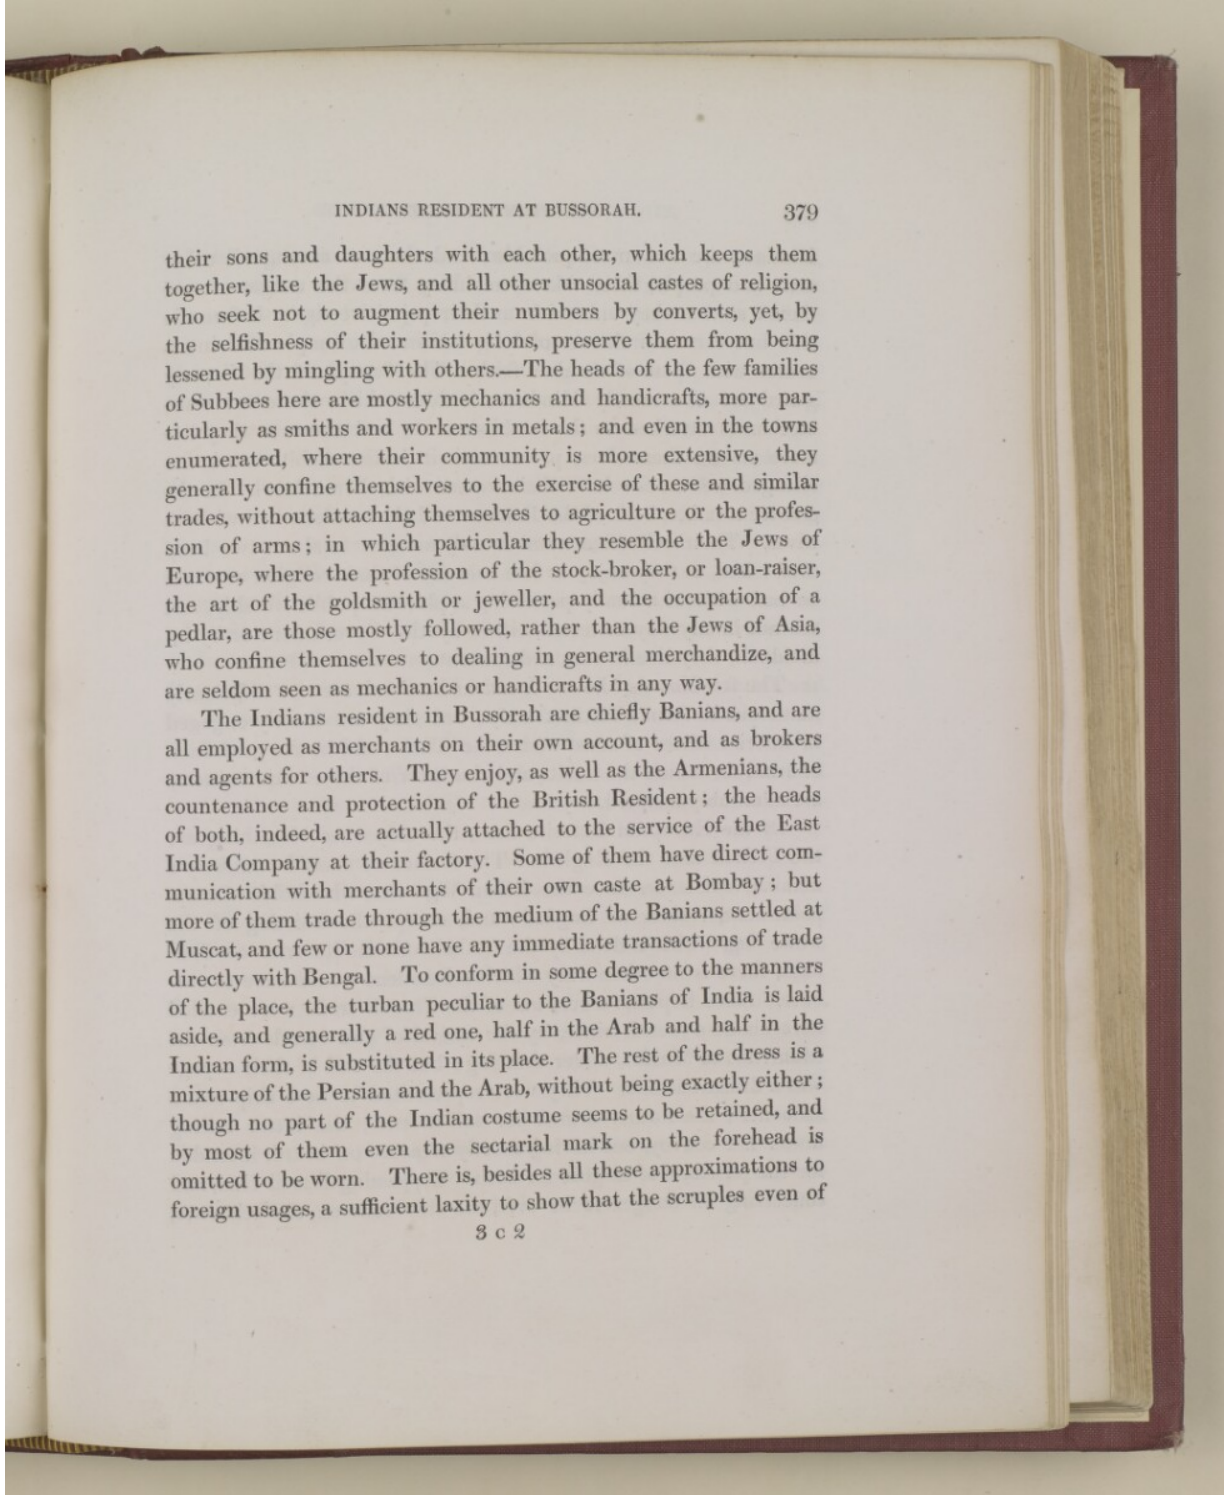 INDIANS RESIDENT AT BUSSORAH. 379
their sons and daughters with each other, which keeps them
together, like the Jews, and all other unsocial castes of religion,
who seek not to augment their numbers by converts, yet, by
the selfishness of their institutions, preserve them from being
lessened by mingling with others.—The heads of the few families
of Subbees here are mostly mechanics and handicrafts, more par-
ticularly as smiths and workers in metals; and even in the towns
enumerated, where their community is more extensive, they
generally confine themselves to the exercise of these and similar
trades, without attaching themselves to agriculture or the profes-
sion of arms; in which particular they resemble the Jews of
Europe, where the profession of the stock-broker, or loan-raiser,
the art of the goldsmith or jeweller, and the occupation of a
pedlar, are those mostly followed, rather than the Jews of Asia,
who confine themselves to dealing in general merchandize, and
are seldom seen as mechanics or handicrafts in any way.
The Indians resident in Bussorah are chiefly Banians, and are
all employed as merchants on their own account, and as brokers
and agents for others. They enjoy, as well as the Armenians, the
countenance and protection of the British Resident; the heads
of both, indeed, are actually attached to the service of the East
India Company at their factory. Some of them have direct com-
munication with merchants of their own caste at Bombay; but
more of them trade through the medium of the Banians settled at
Muscat, and few or none have any immediate transactions of trade
directly with Bengal. To conform in some degree to the manners
of the place, the turban peculiar to the Banians of India is laid
aside, and generally a red one, half in the Arab and half in the
Indian form, is substituted in its place. The rest of the dress is a
mixture of the Persian and the Arab, without being exactly either;
though no part of the Indian costume seems to be retained, and
by most of them even the sectarial mark on the forehead is
omitted to be worn. There is, besides all these approximations to
foreign usages, a sufficient laxity to show that the scruples even of
3 C 2